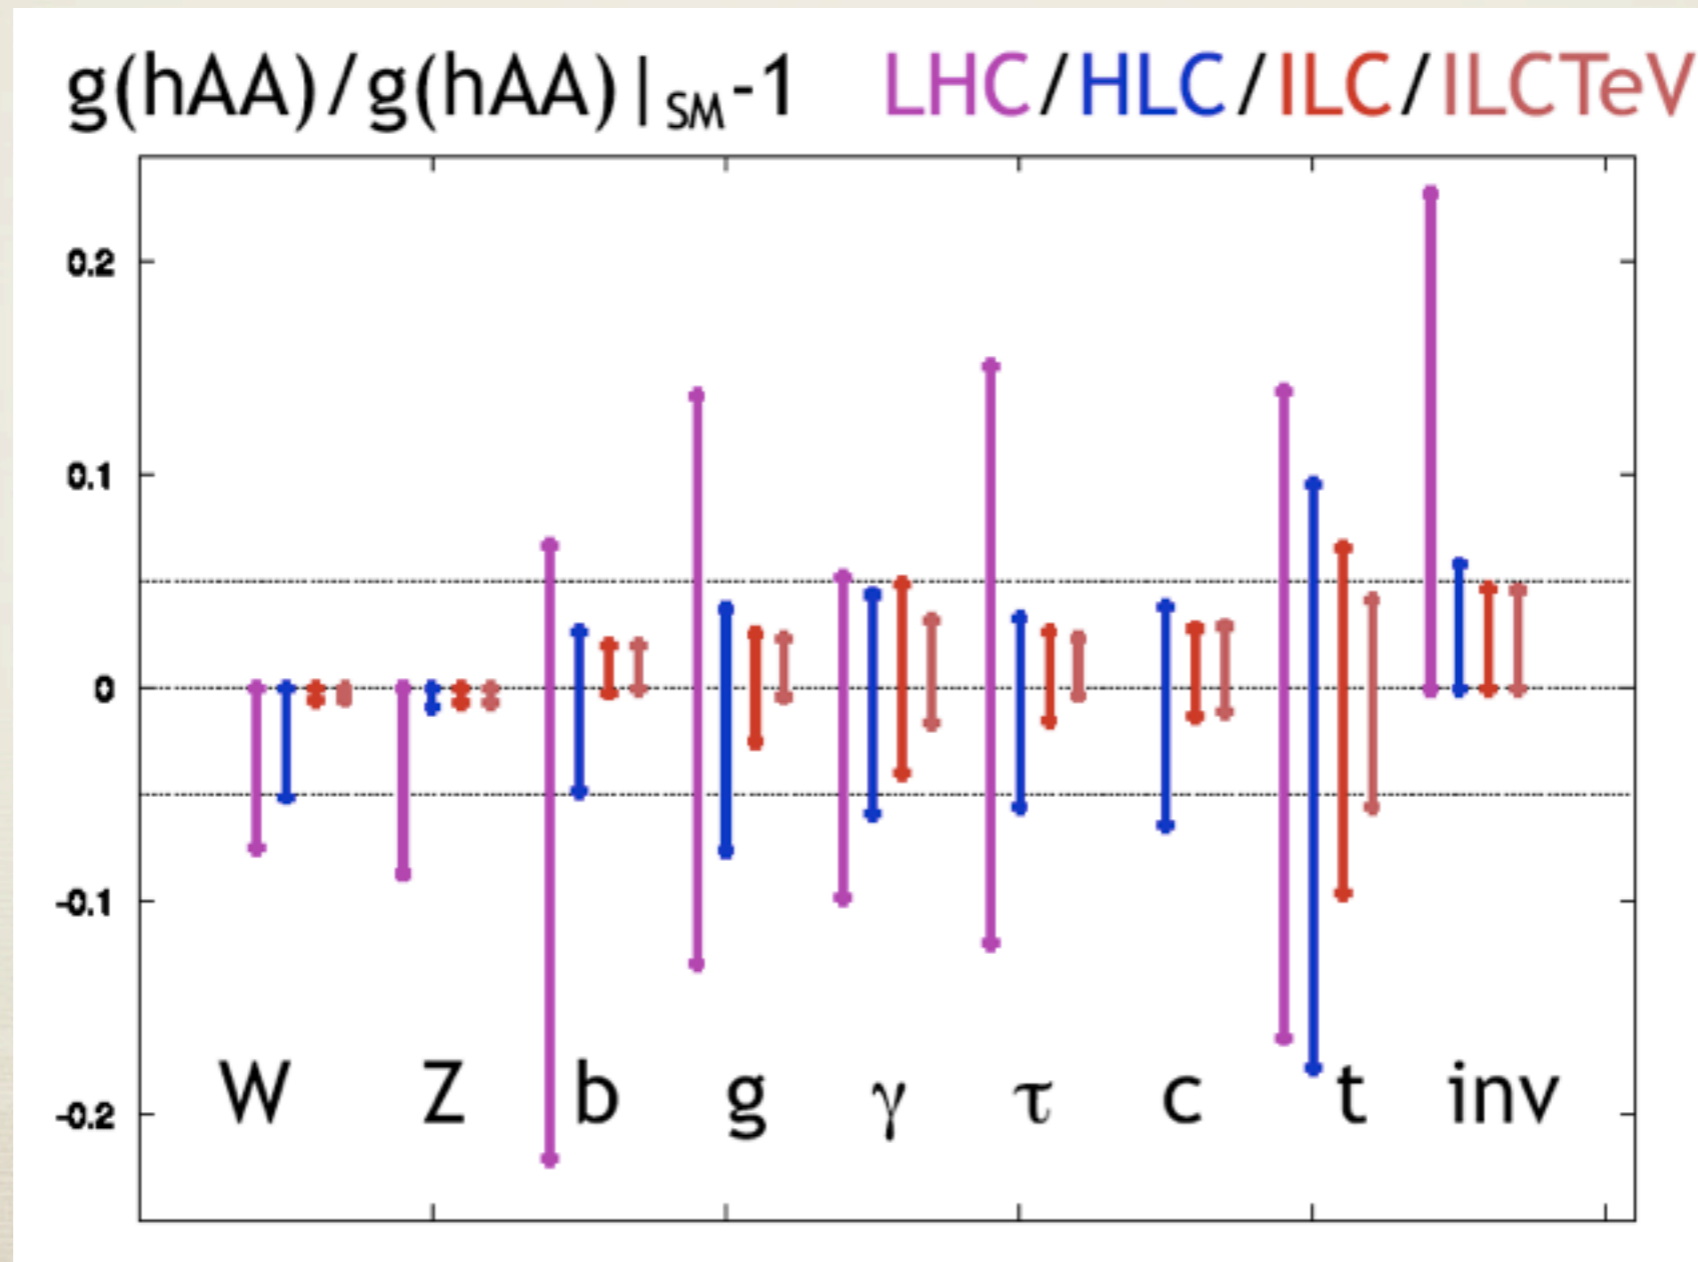 g(hAA)/g(hAA)|SM-1 LHC/HLC/ILC/ILCTeV
0.2
0.1
0
-0.1
-0.2
W Z b g γ τ c t inv